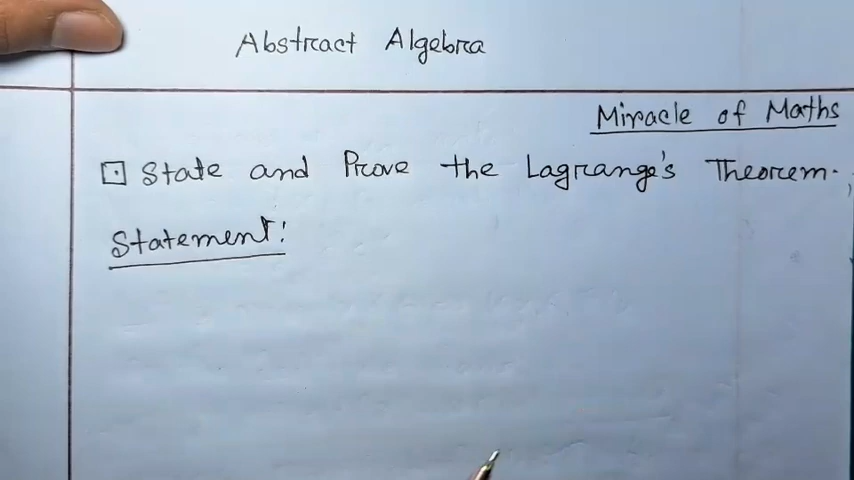 Abstract Algebra
Miracle of Maths
State and Prove the Lagrange's Theorem.
Statement: